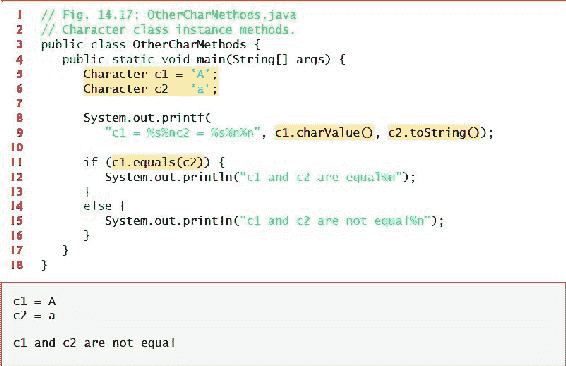 1 // Fig. 14.17: OtherCharMethods.java
2 // Character class instance methods.
3 public class OtherCharMethods {
4 public static void main(String[] args) {
5 Character c1 = 'A';
6 Character c2 = 'a';
7
8 System.out.printf(
9 "c1 = %s%nc2 = %s%n%n", c1.charValue(), c2.toString());
10
11 if (c1.equals(c2)) {
12 System.out.println("c1 and c2 are equal%n");
13 }
14 else {
15 System.out.println("c1 and c2 are not equal%n");
16 }
17 }
18 }
c1 = A
c2 = a
c1 and c2 are not equal